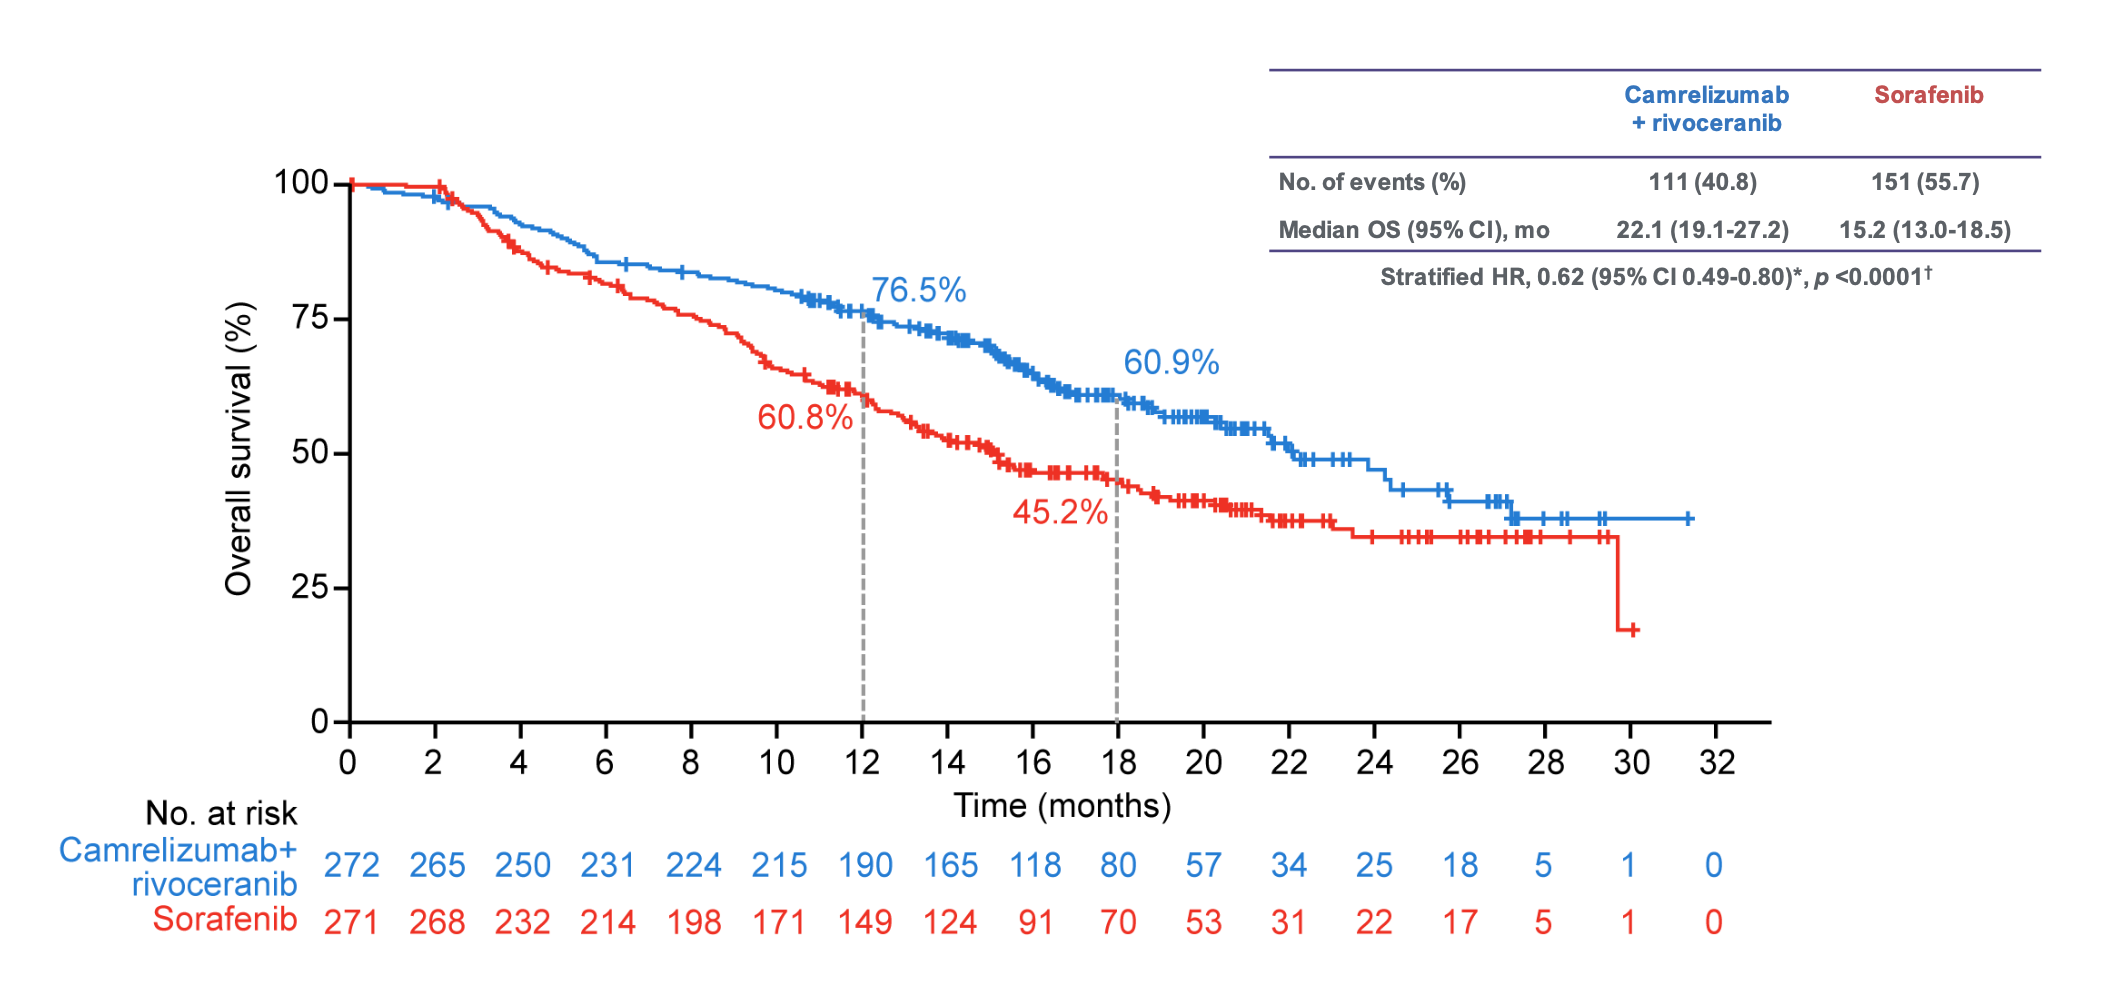 Camrelizumab Sorafenib
+ rivoceranib
No. of events (%) 111 (40.8) 151 (55.7)
Median OS (95% CI), mo 22.1 (19.1-27.2) 15.2 (13.0-18.5)
Stratified HR, 0.62 (95% CI 0.49-0.80)*, p <0.0001†
Overall survival (%)
100
75
50
25
0
76.5%
60.8%
60.9%
45.2%
0 2 4 6 8 10 12 14 16 18 20 22 24 26 28 30 32
Time (months)
No. at risk
Camrelizumab+
rivoceranib 272 265 250 231 224 215 190 165 118 80 57 34 25 18 5 1 0
Sorafenib 271 268 232 214 198 171 149 124 91 70 53 31 22 17 5 1 0